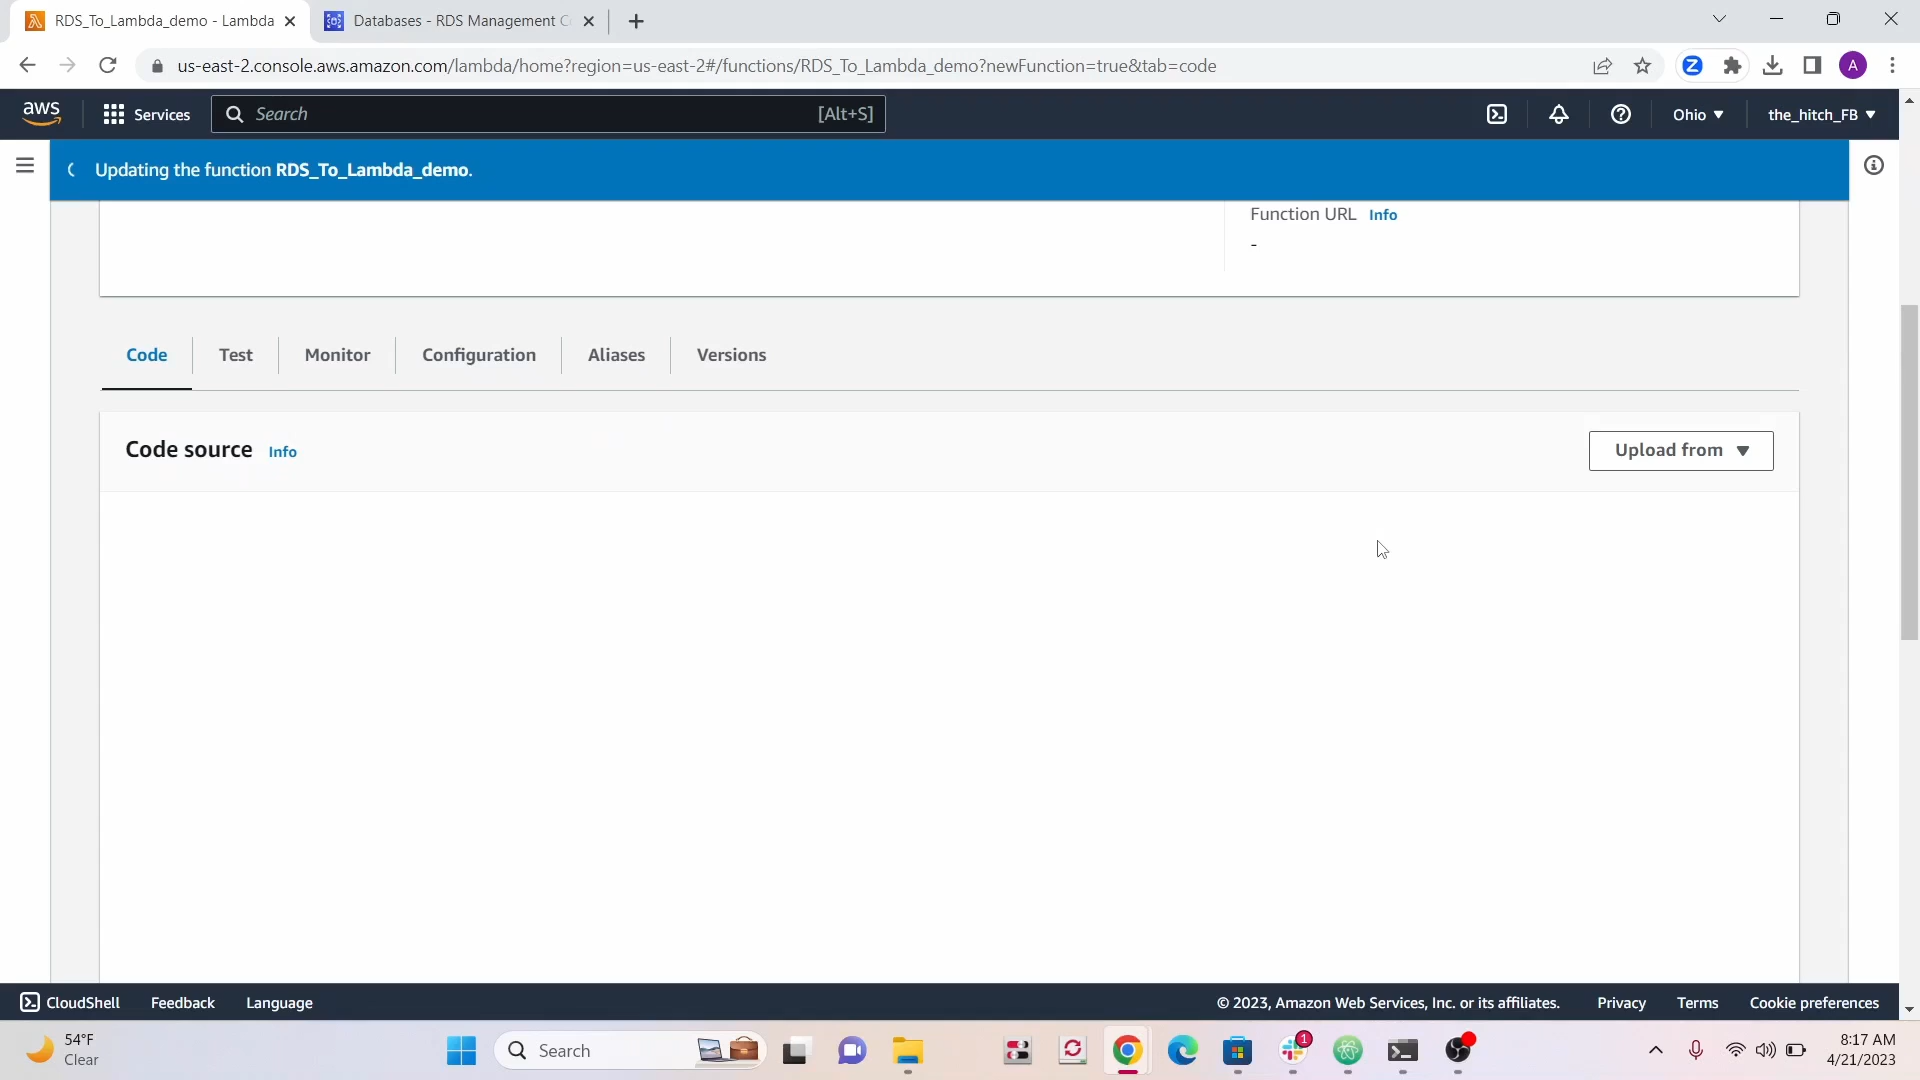 RDS_To_Lambda_demo - Lambda
Databases - RDS Management C
us-east-2.console.aws.amazon.com/lambda/home?region=us-east-2#/functions/RDS_To_Lambda_demo?newFunction=true&tab=code
A
aws
Services
Search
[Alt+S]
Ohio
the_hitch_FB
Updating the function RDS_To_Lambda_demo.
Function URL Info
-
Code
Test
Monitor
Configuration
Aliases
Versions
Code source Info
Upload from
CloudShell
Feedback
Language
© 2023, Amazon Web Services, Inc. or its affiliates.
Privacy
Terms
Cookie preferences
54°F
Clear
Search
1
8:17 AM
4/21/2023